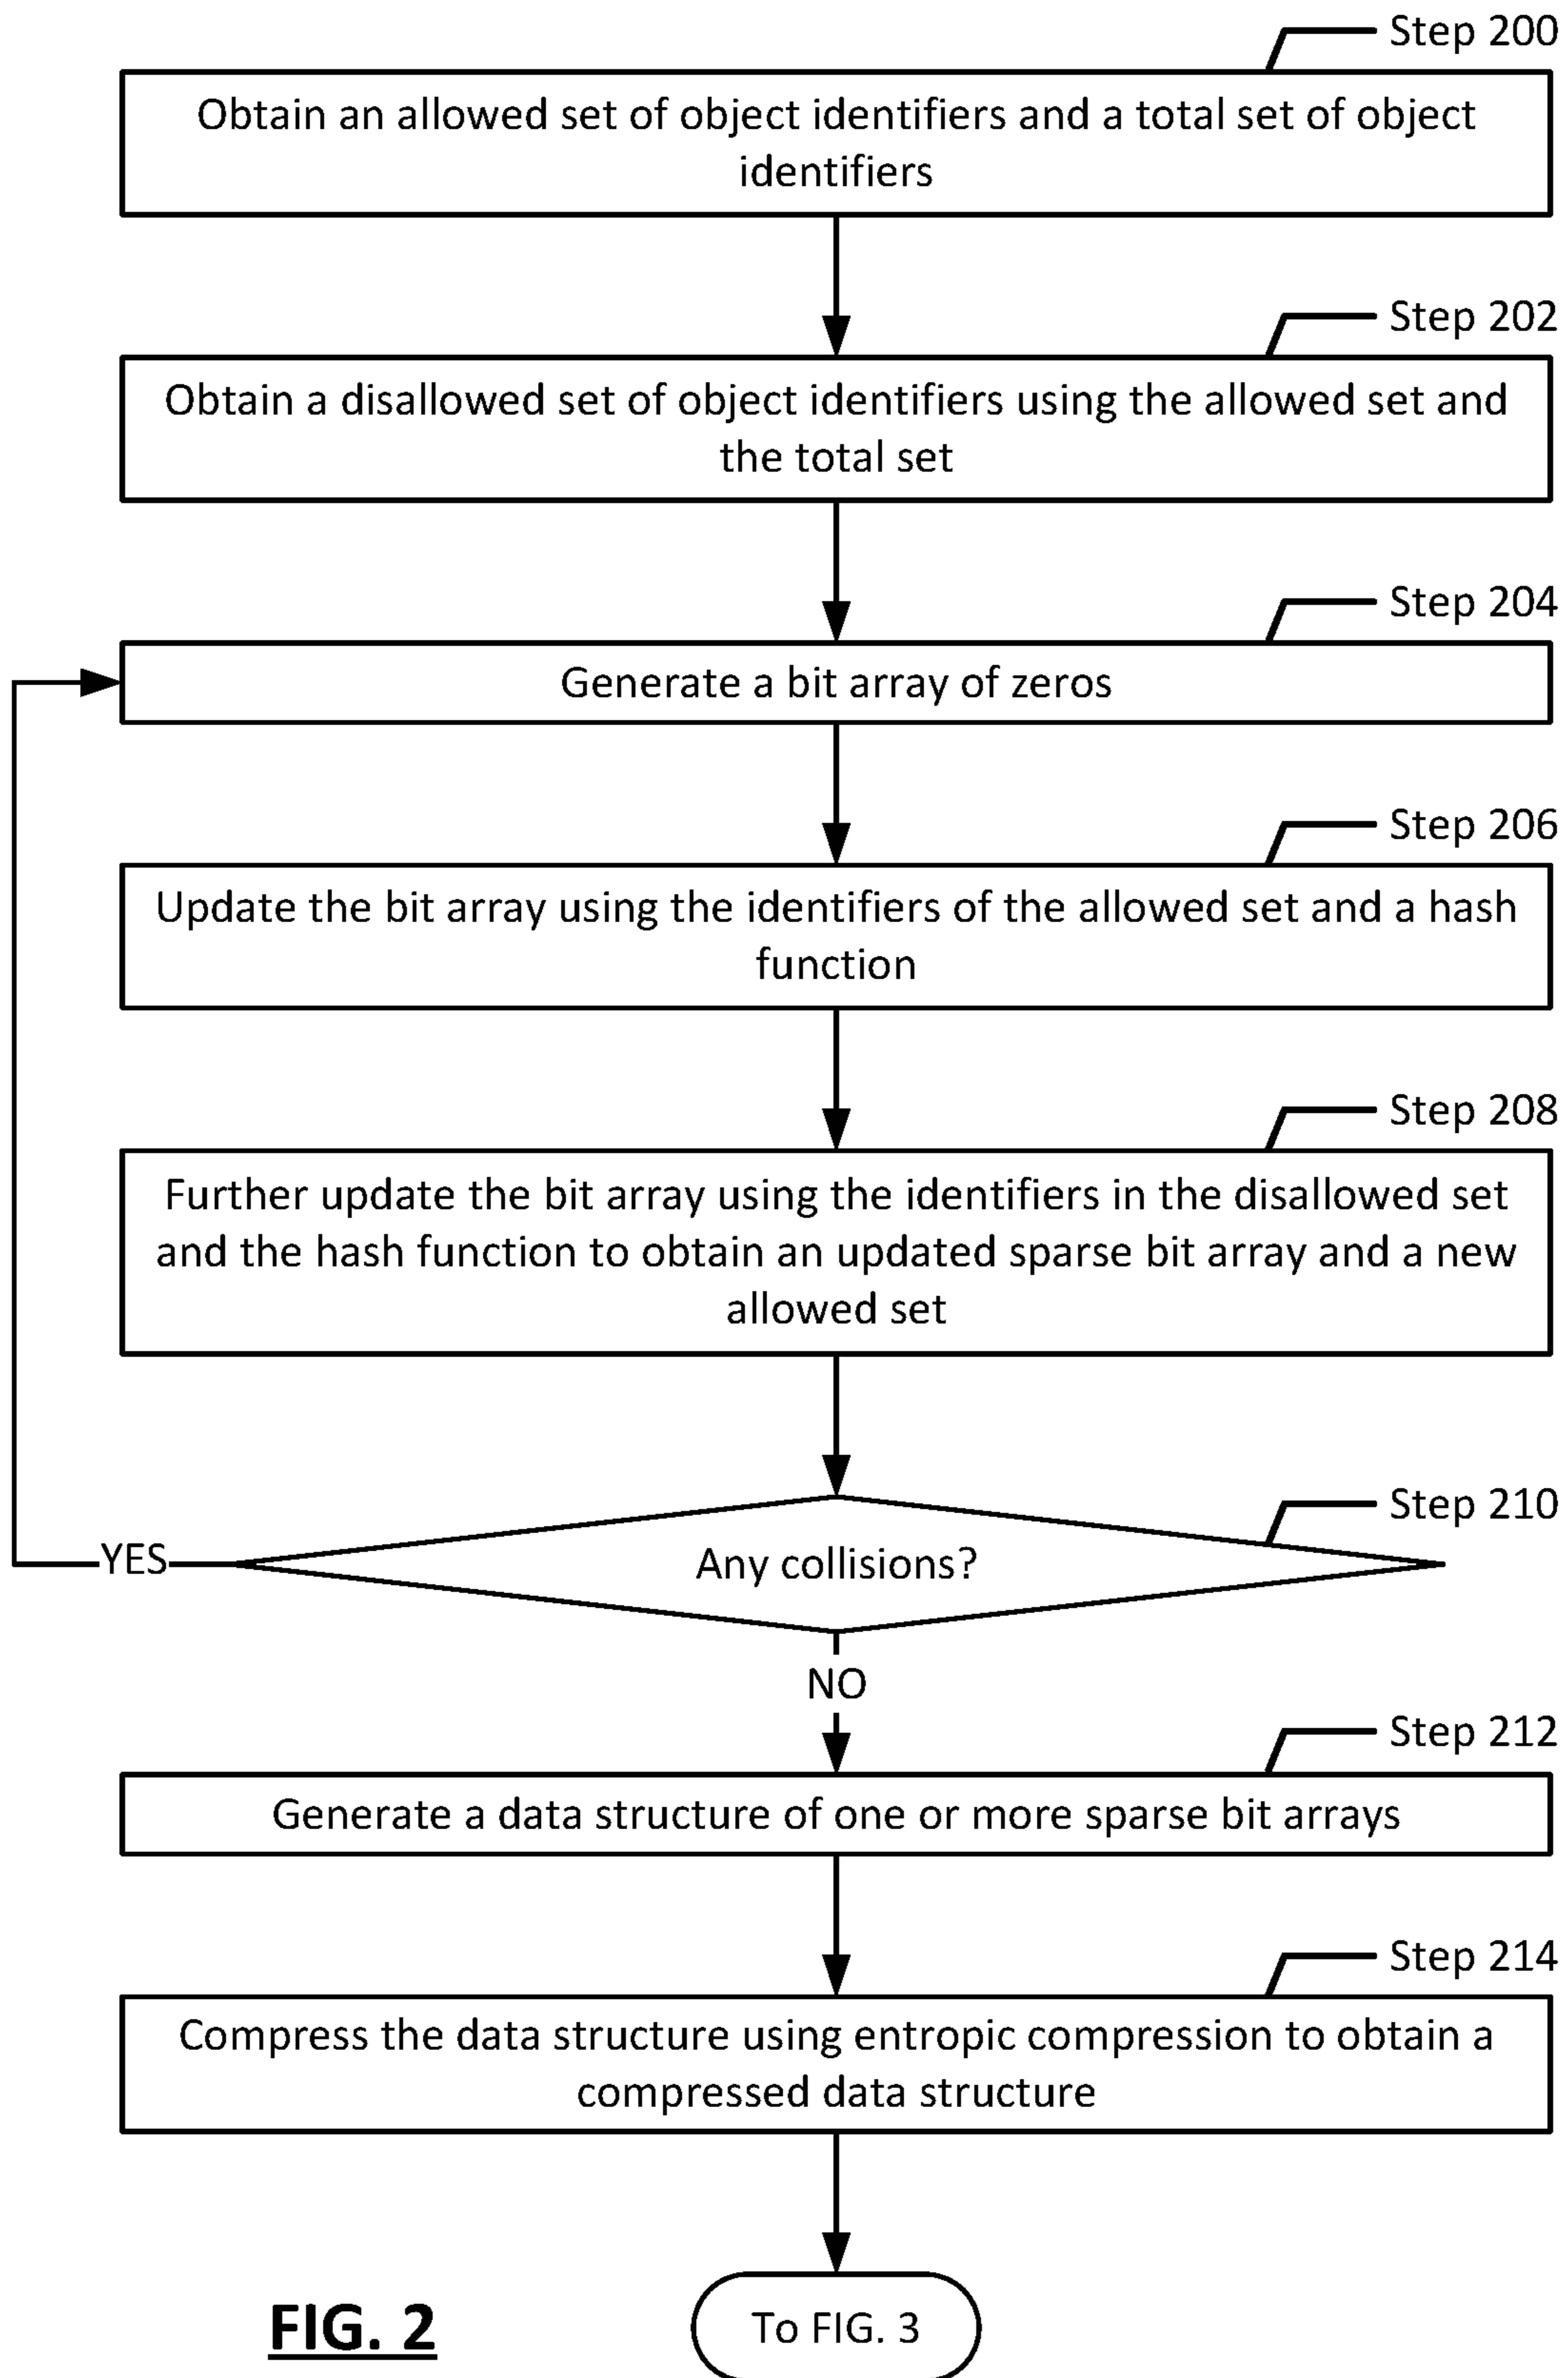 Step 200
Obtain an allowed set of object identifiers and a total set of object
identifiers
Step 202
Obtain a disallowed set of object identifiers using the allowed set and
the total set
Step 204
Generate a bit array of zeros
Step 206
Update the bit array using the identifiers of the allowed set and a hash
function
Step 208
Further update the bit array using the identifiers in the disallowed set
and the hash function to obtain an updated sparse bit array and a new
allowed set
Step 210
Any collisions?
YES
NO
Step 212
Generate a data structure of one or more sparse bit arrays
Step 214
Compress the data structure using entropic compression to obtain a
compressed data structure
To FIG. 3
FIG. 2